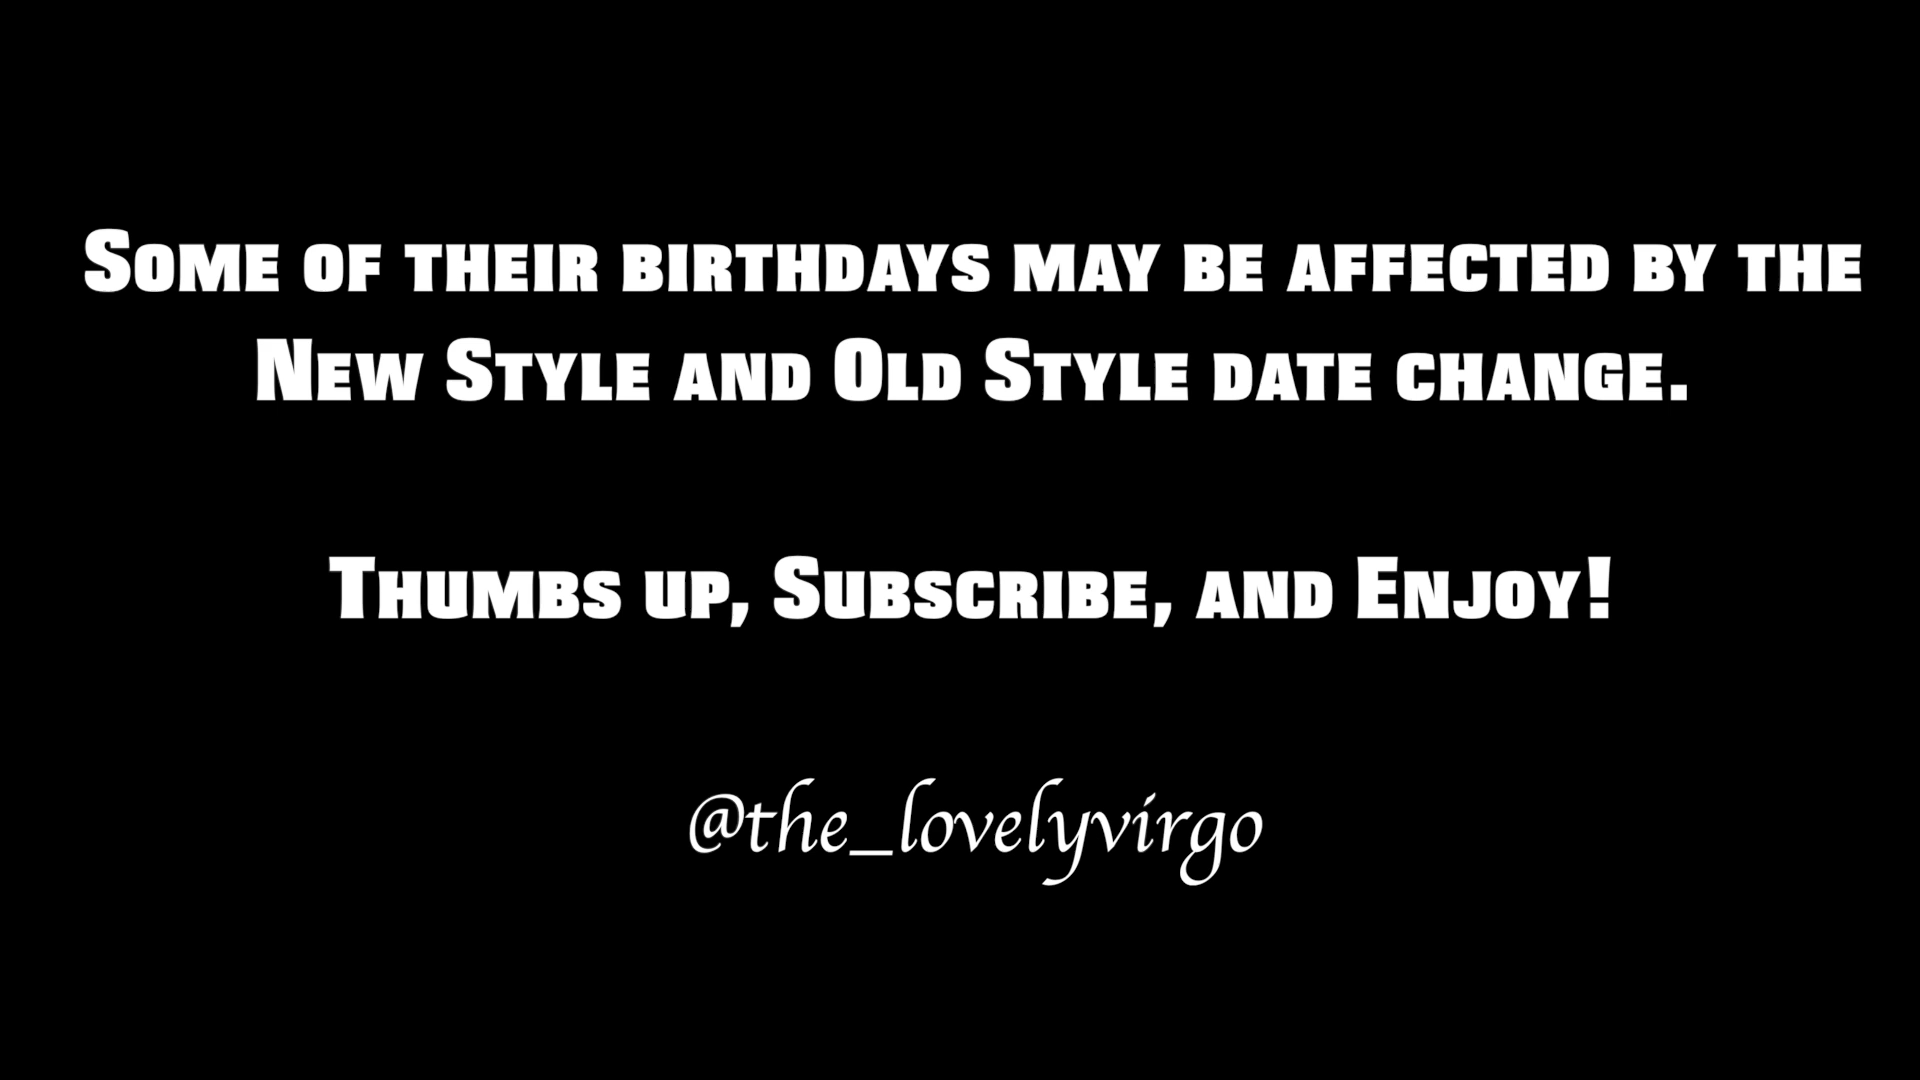 Some of their birthdays may be affected by the
New Style and Old Style date change.
Thumbs up, Subscribe, and Enjoy!
@the_lovelyvirgo